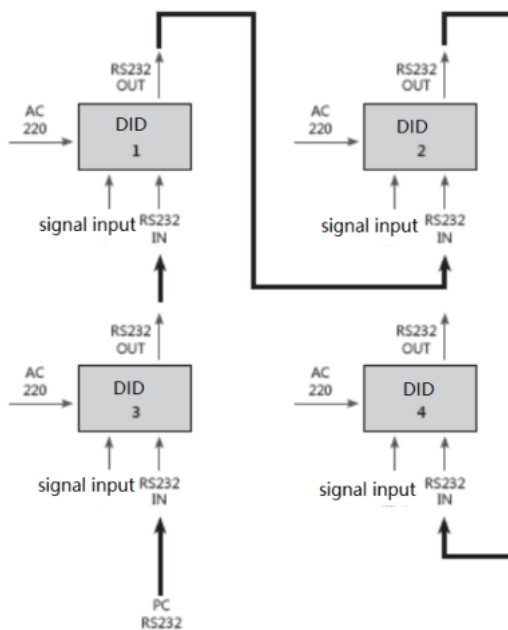 RS232
OUT
AC
220
DID
1
signal input
RS232
IN
RS232
OUT
AC
220
DID
2
signal input
RS232
IN
RS232
OUT
AC
220
DID
3
signal input
RS232
IN
PC
RS232
RS232
OUT
AC
220
DID
4
signal input
RS232
IN